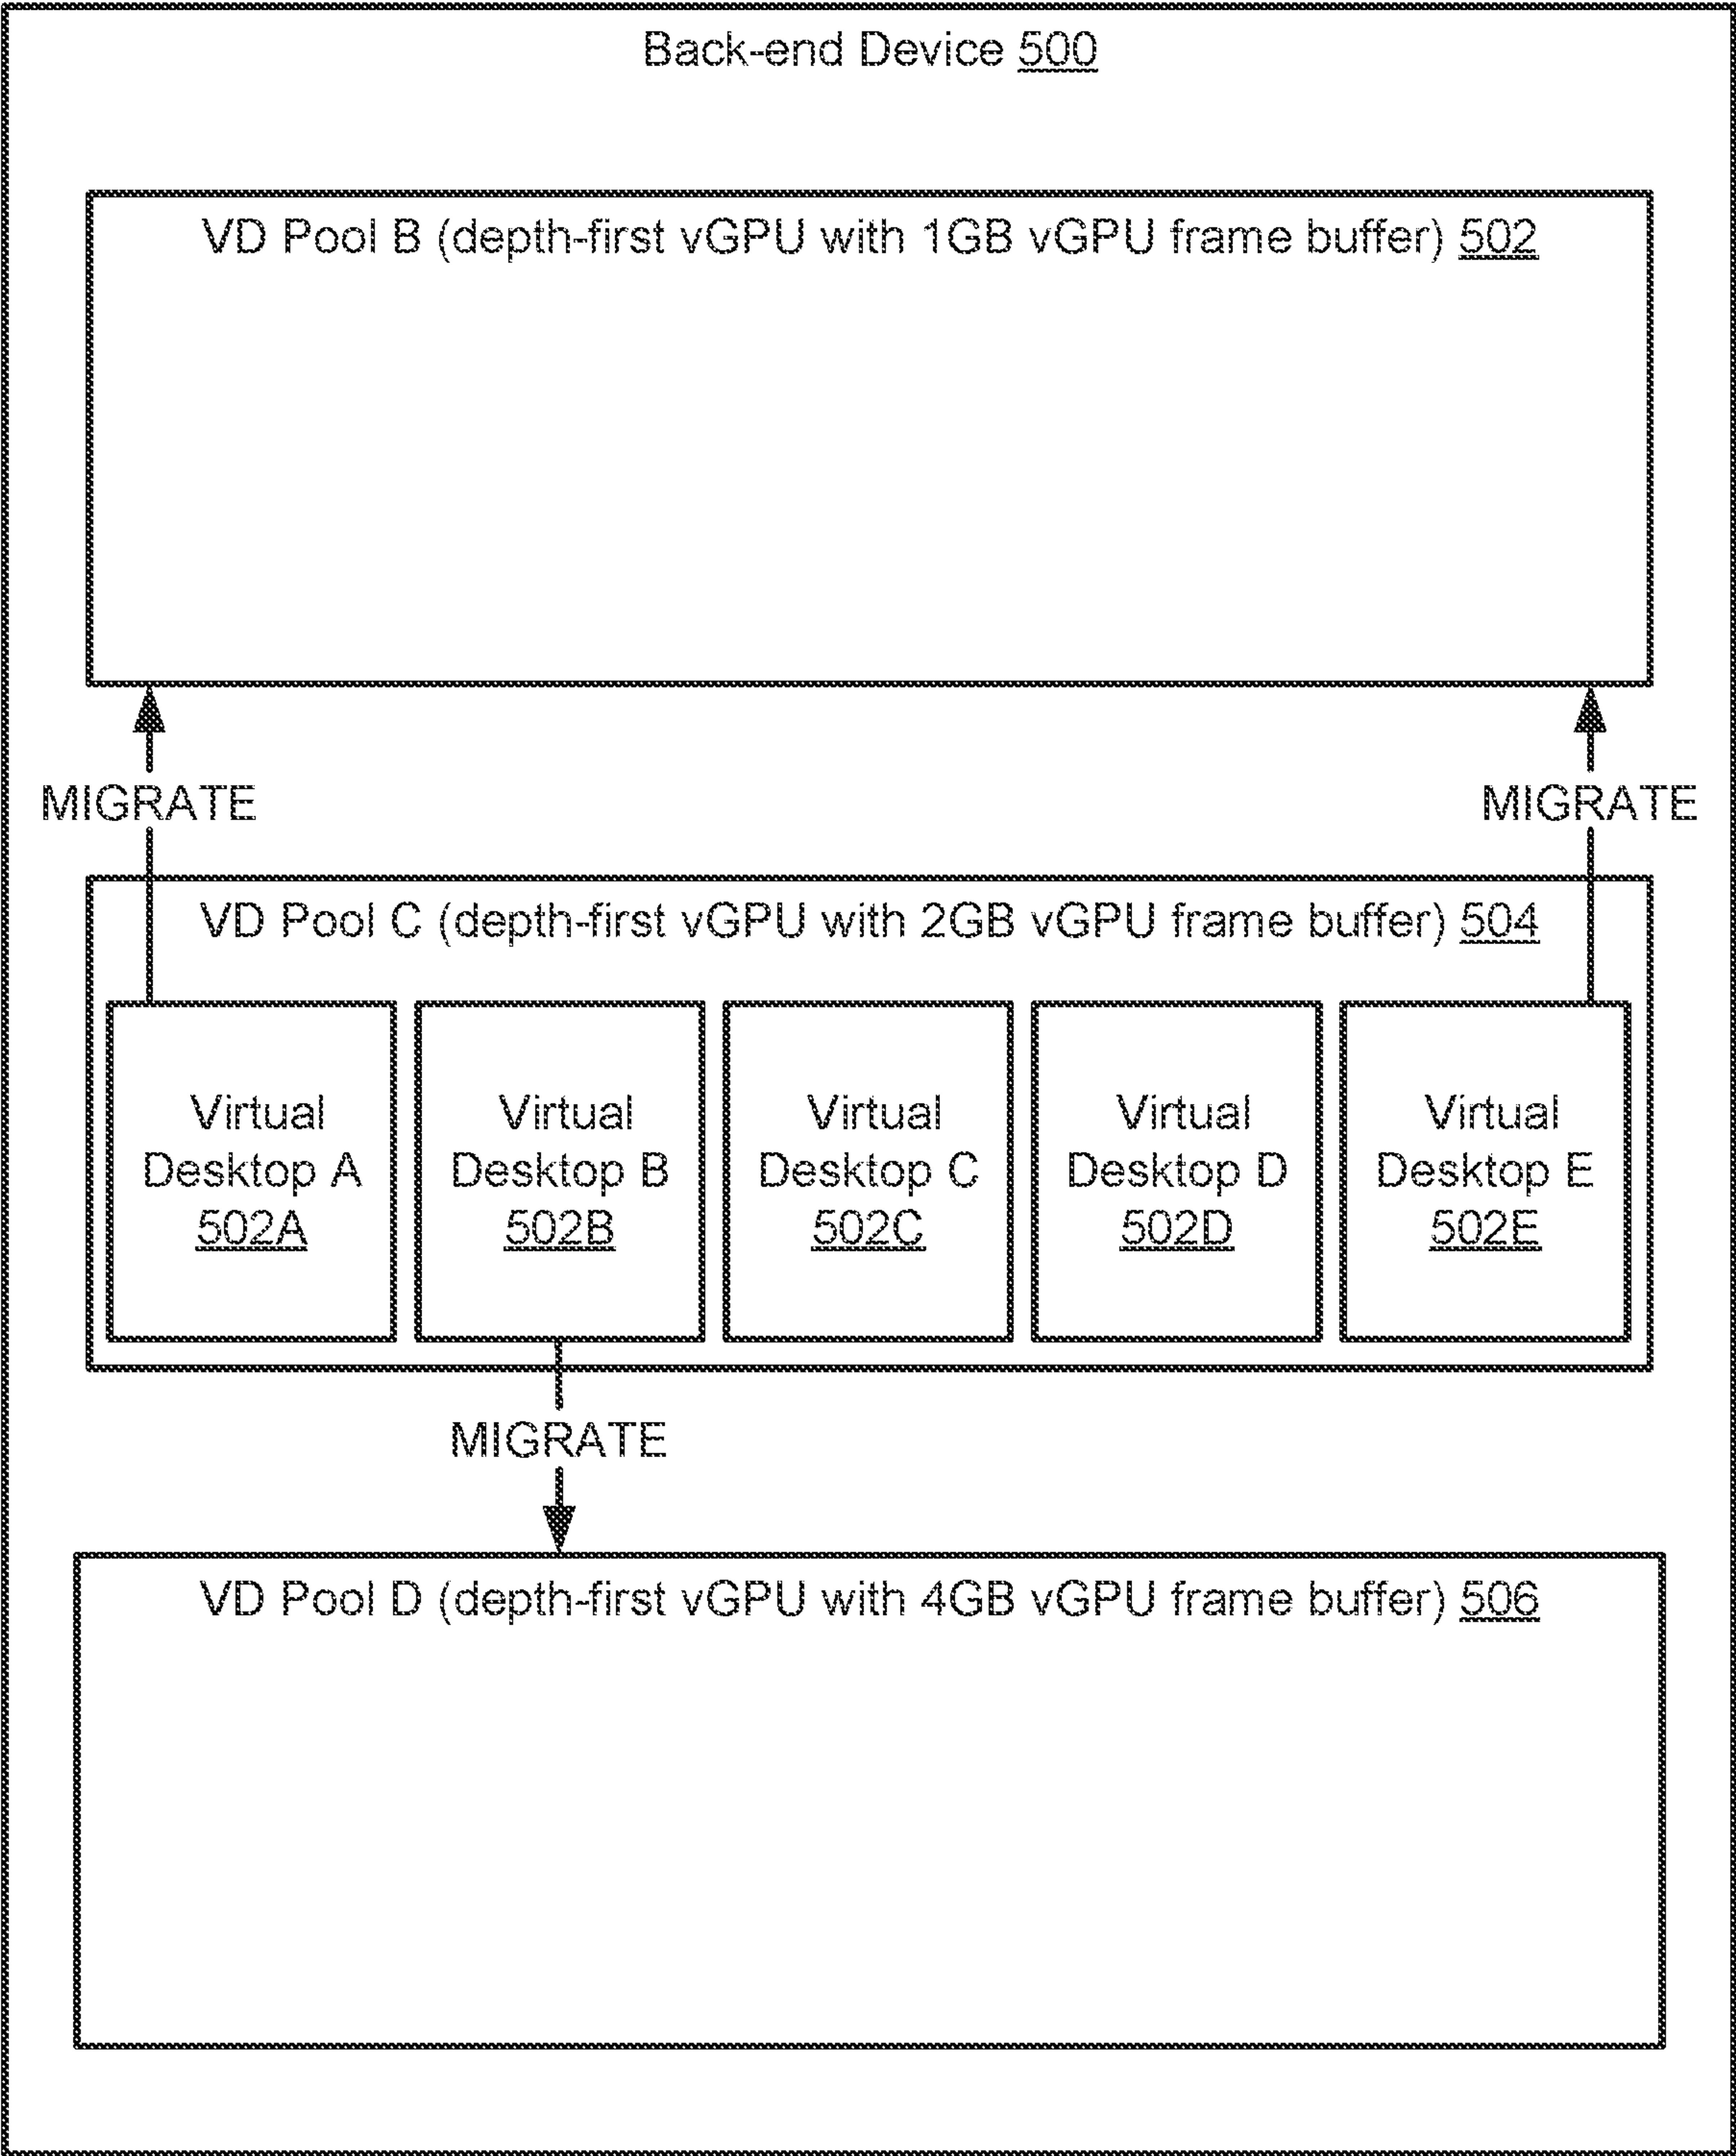 Back-end Device 500
VD Pool B (depth-first vGPU with 1GB vGPU frame buffer) 502
MIGRATE
MIGRATE
VD Pool C (depth-first vGPU with 2GB vGPU frame buffer) 504
Virtual
Desktop A
502A
Virtual
Desktop B
502B
Virtual
Desktop C
502C
Virtual
Desktop D
502D
Virtual
Desktop E
502E
MIGRATE
VD Pool D (depth-first vGPU with 4GB vGPU frame buffer) 506